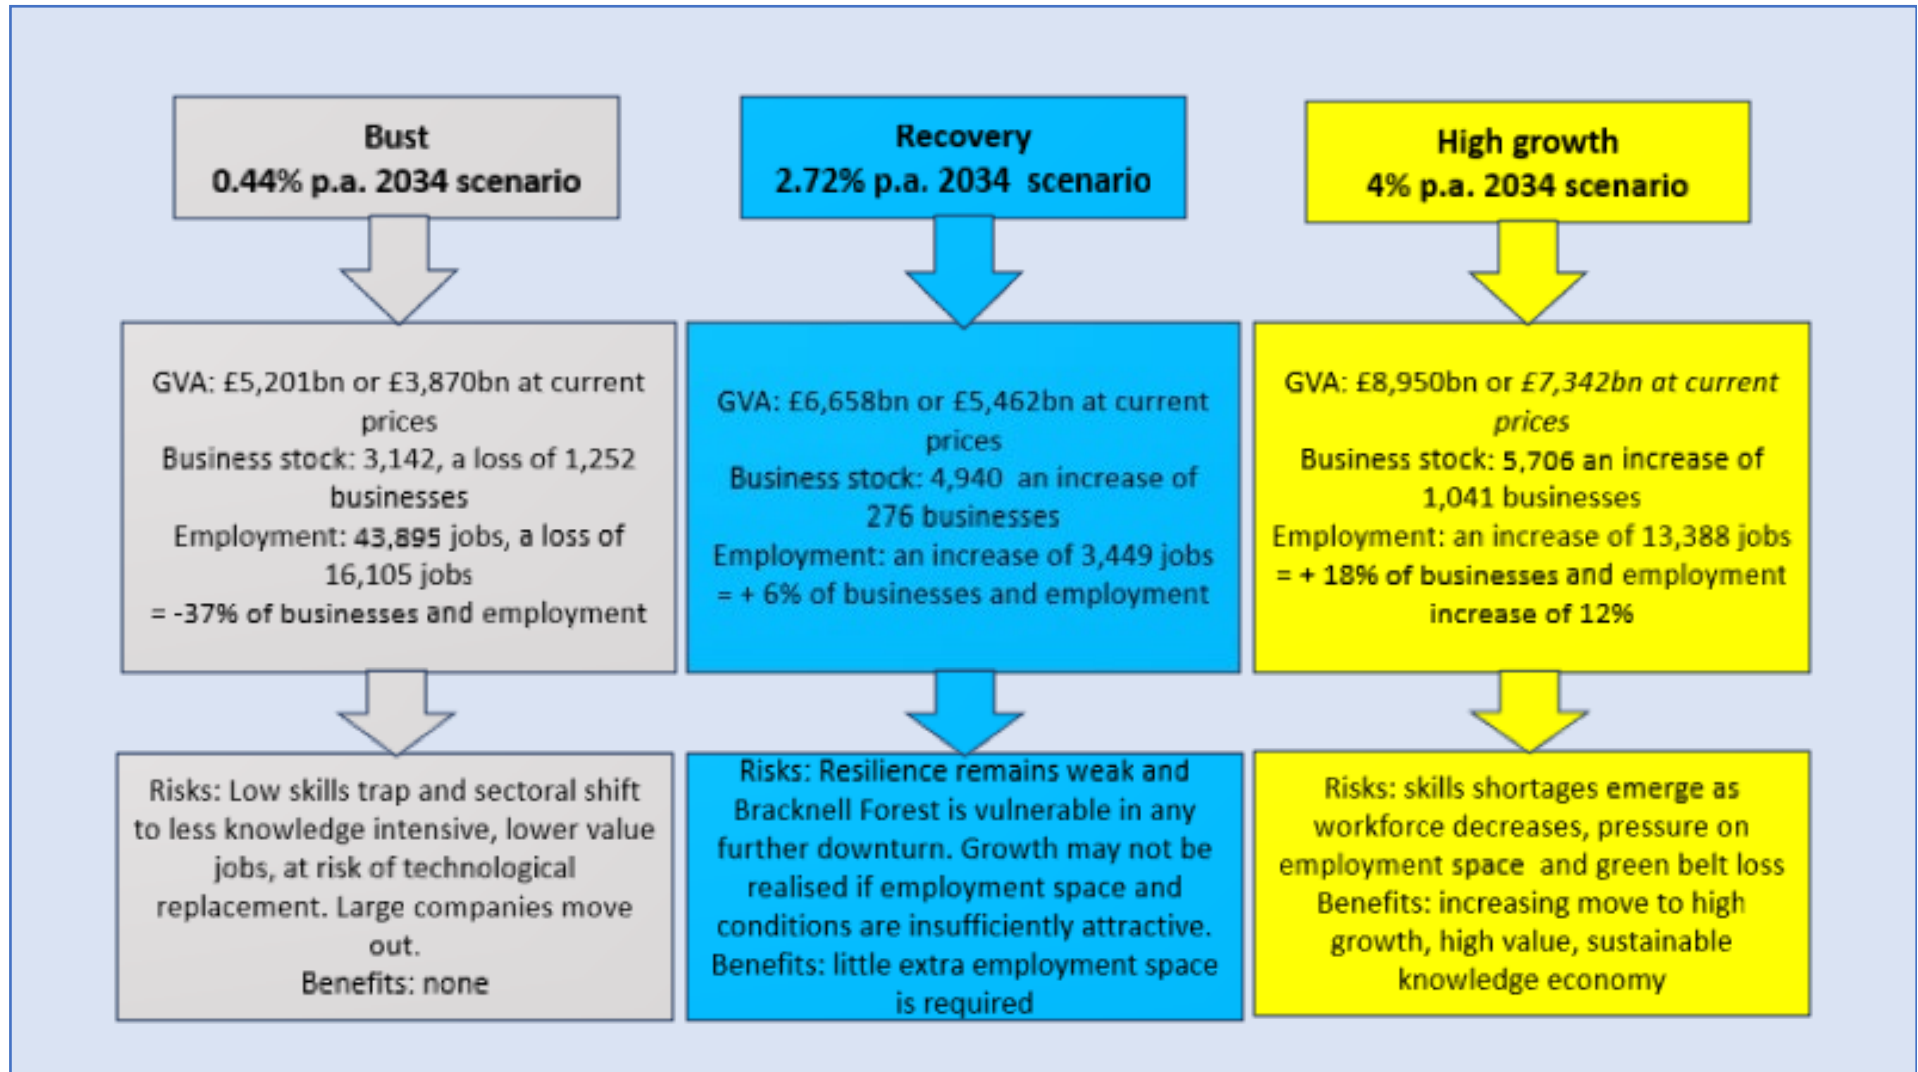 Bust
0.44% p.a. 2034 scenario
GVA: £5,201bn or £3,870bn at current
prices
Business stock: 3,142, a loss of 1,252
businesses
Employment: 43,895 jobs, a loss of
16,105 jobs
= -37% of businesses and employment
Risks: Low skills trap and sectoral shift
to less knowledge intensive, lower value
jobs, at risk of technological
replacement. Large companies move
out.
Benefits: none
Recovery
2.72% p.a. 2034 scenario
GVA: £6,658bn or £5,462bn at current
prices
Business stock: 4,940 an increase of
276 businesses
Employment: an increase of 3,449 jobs
= + 6% of businesses and employment
Risks: Resilience remains weak and
Bracknell Forest is vulnerable in any
further downturn. Growth may not be
realised if employment space and
conditions are insufficiently attractive.
Benefits: little extra employment space
is required
High growth
4% p.a. 2034 scenario
GVA: £8,950bn or £7,342bn at current
prices
Business stock: 5,706 an increase of
1,041 businesses
Employment: an increase of 13,388 jobs
= + 18% of businesses and employment
increase of 12%
Risks: skills shortages emerge as
workforce decreases, pressure on
employment space and green belt loss
Benefits: increasing move to high
growth, high value, sustainable
knowledge economy